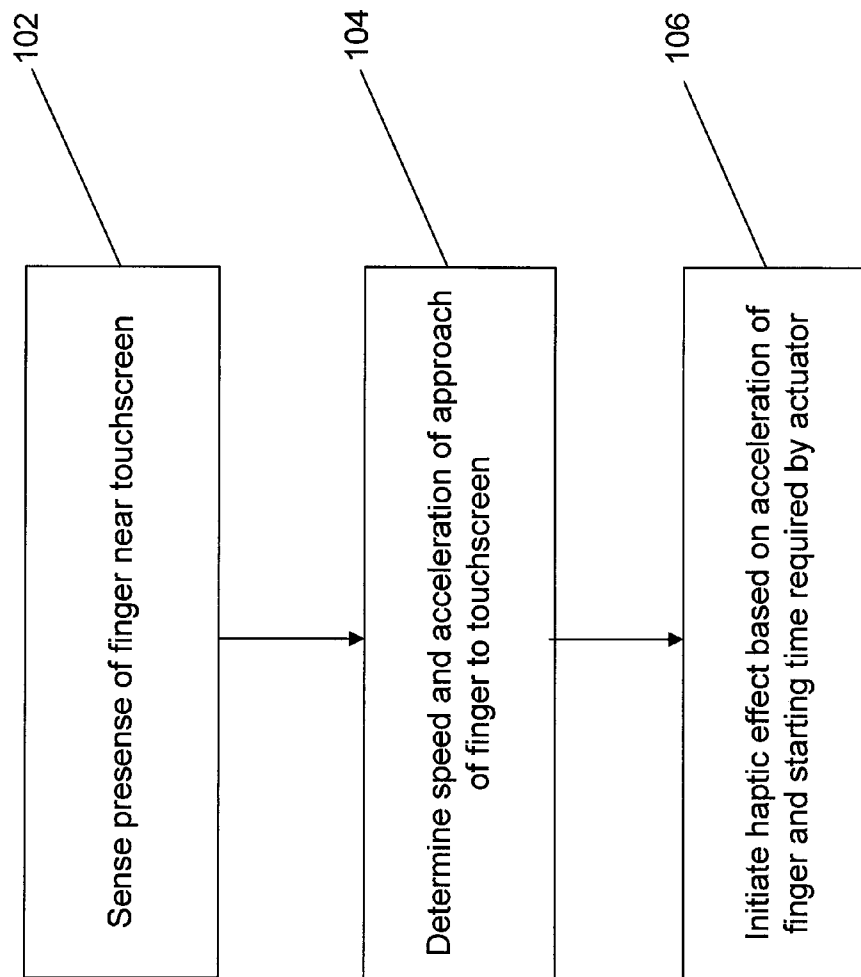 102
Sense presense of finger near touchscreen
104
Determine speed and acceleration of approach
of finger to touchscreen
106
Initiate haptic effect based on acceleration of
finger and starting time required by actuator